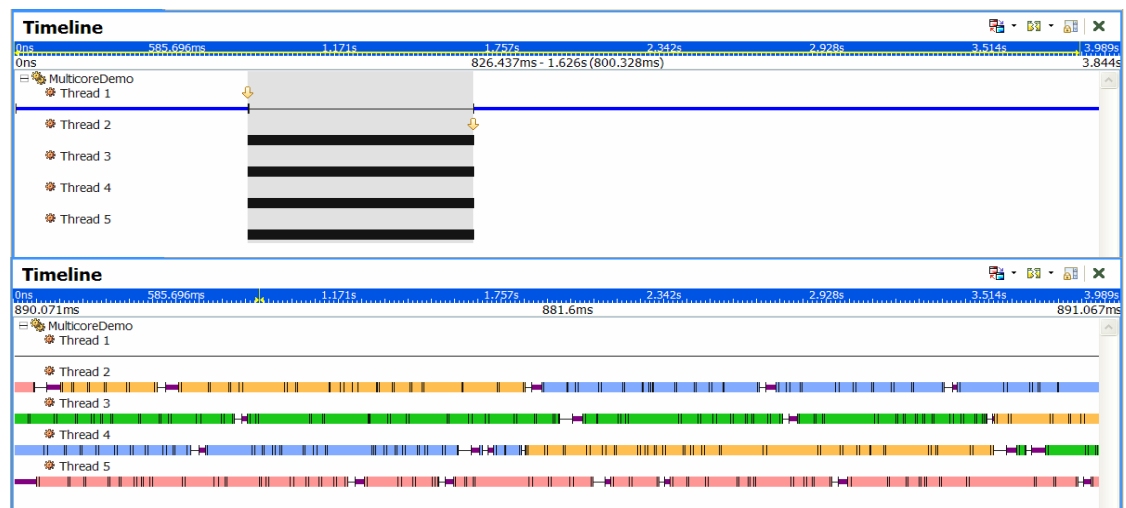 Timeline
0ns 585.696ms 1.171s 1.757s 2.342s 2.928s 3.514s 3.989s
0ns 826.437ms - 1.626s (800.328ms) 3.844s
MulticoreDemo
Thread 1
Thread 2
Thread 3
Thread 4
Thread 5
Timeline
0ns 585.696ms 1.171s 1.757s 2.342s 2.928s 3.514s 3.989s
890.071ms 881.6ms 891.067ms
MulticoreDemo
Thread 1
Thread 2
Thread 3
Thread 4
Thread 5